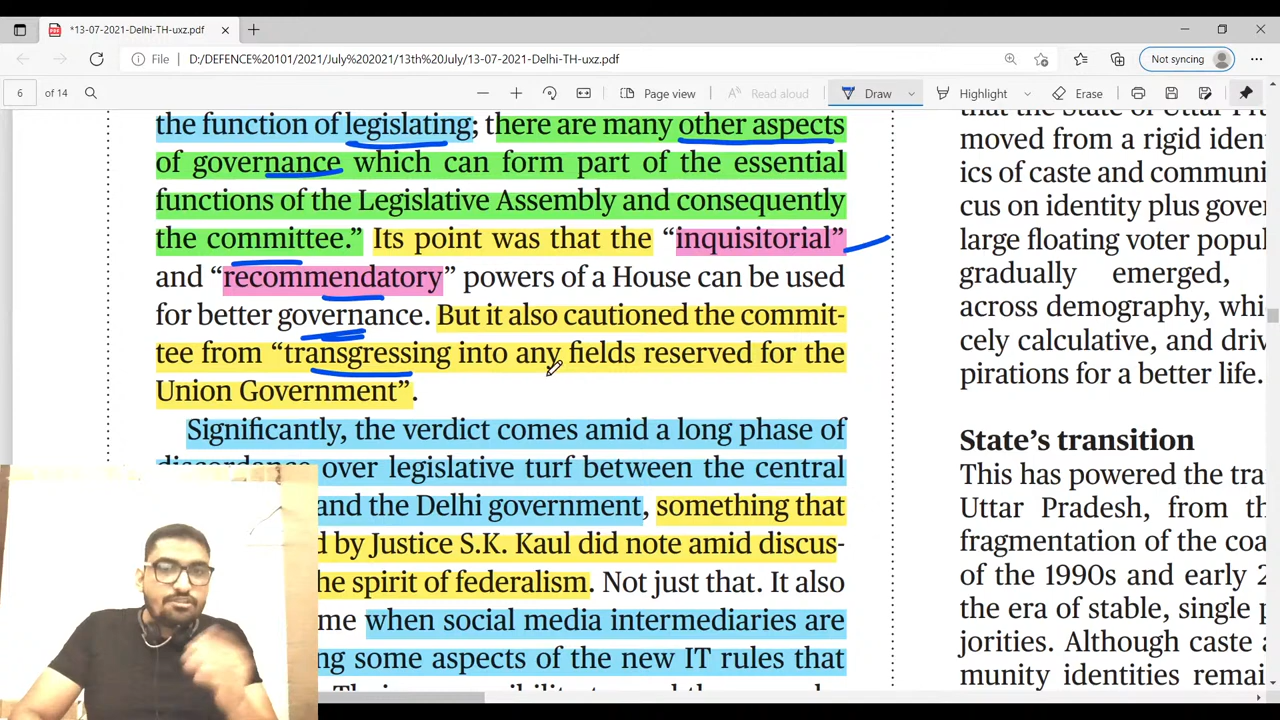 *13-07-2021-Delhi-TH-uxz.pdf
File
D:/DEFENCE%20101/2021/July%202021/13th%20July/13-07-2021-Delhi-TH-uxz.pdf
Not syncing
6 of 14
Page view
Read aloud
Draw
Highlight
Erase
the function of legislating; there are many other aspects
of governance which can form part of the essential
functions of the Legislative Assembly and consequently
the committee.” Its point was that the “inquisitorial”
and “recommendatory” powers of a House can be used
for better governance. But it also cautioned the commit-
tee from “transgressing into any fields reserved for the
Union Government”.
Significantly, the verdict comes amid a long phase of
discordance over legislative turf between the central
and the Delhi government, something that
by Justice S.K. Kaul did note amid discus-
he spirit of federalism. Not just that. It also
me when social media intermediaries are
ng some aspects of the new IT rules that
that the State of Uttar Pr
moved from a rigid iden
ics of caste and communi
cus on identity plus gover
large floating voter popul
gradually emerged,
across demography, whi
cely calculative, and driv
pirations for a better life.
State’s transition
This has powered the tra
Uttar Pradesh, from th
fragmentation of the coa
of the 1990s and early 2
the era of stable, single p
jorities. Although caste a
munity identities remai